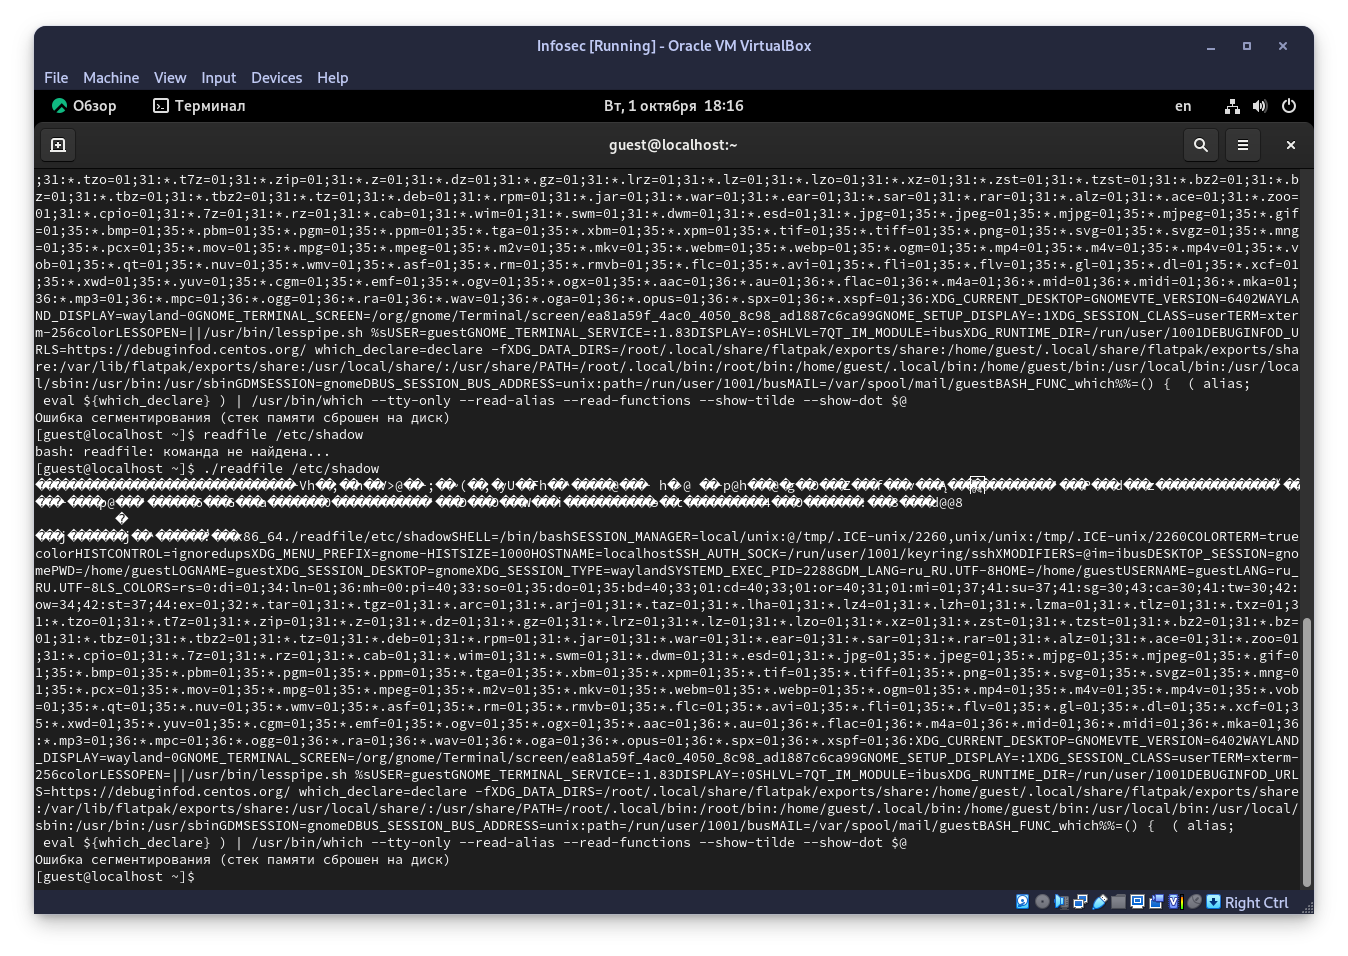 Infosec [Running] - Oracle VM VirtualBox
File Machine View Input Devices Help
Обзор Терминал Вт, 1 октября 18:16 en
guest@localhost:~
;31:*.tzo=01;31:*.t7z=01;31:*.zip=01;31:*.z=01;31:*.dz=01;31:*.gz=01;31:*.lrz=01;31:*.lz=01;31:*.lzo=01;31:*.xz=01;31:*.zst=01;31:*.tzst=01;31:*.bz2=01;31:*.b
z=01;31:*.tbz=01;31:*.tbz2=01;31:*.tz=01;31:*.deb=01;31:*.rpm=01;31:*.jar=01;31:*.war=01;31:*.ear=01;31:*.sar=01;31:*.rar=01;31:*.alz=01;31:*.ace=01;31:*.zoo=
01;31:*.cpio=01;31:*.7z=01;31:*.rz=01;31:*.cab=01;31:*.wim=01;31:*.swm=01;31:*.dwm=01;31:*.esd=01;31:*.jpg=01;35:*.jpeg=01;35:*.mjpg=01;35:*.mjpeg=01;35:*.gif
=01;35:*.bmp=01;35:*.pbm=01;35:*.pgm=01;35:*.ppm=01;35:*.tga=01;35:*.xbm=01;35:*.xpm=01;35:*.tif=01;35:*.tiff=01;35:*.png=01;35:*.svg=01;35:*.svgz=01;35:*.mng
=01;35:*.pcx=01;35:*.mov=01;35:*.mpg=01;35:*.mpeg=01;35:*.m2v=01;35:*.mkv=01;35:*.webm=01;35:*.webp=01;35:*.ogm=01;35:*.mp4=01;35:*.m4v=01;35:*.mp4v=01;35:*.v
ob=01;35:*.qt=01;35:*.nuv=01;35:*.wmv=01;35:*.asf=01;35:*.rm=01;35:*.rmvb=01;35:*.flc=01;35:*.avi=01;35:*.fli=01;35:*.flv=01;35:*.gl=01;35:*.dl=01;35:*.xcf=01
;35:*.xwd=01;35:*.yuv=01;35:*.cgm=01;35:*.emf=01;35:*.ogv=01;35:*.ogx=01;35:*.aac=01;36:*.au=01;36:*.flac=01;36:*.m4a=01;36:*.mid=01;36:*.midi=01;36:*.mka=01;
36:*.mp3=01;36:*.mpc=01;36:*.ogg=01;36:*.ra=01;36:*.wav=01;36:*.oga=01;36:*.opus=01;36:*.spx=01;36:*.xspf=01;36:XDG_CURRENT_DESKTOP=GNOMEVTE_VERSION=6402WAYLA
ND_DISPLAY=wayland-0GNOME_TERMINAL_SCREEN=/org/gnome/Terminal/screen/ea81a59f_4ac0_4050_8c98_ad1887c6ca99GNOME_SETUP_DISPLAY=:1XDG_SESSION_CLASS=userTERM=xter
m-256colorLESSOPEN=||/usr/bin/lesspipe.sh %sUSER=guestGNOME_TERMINAL_SERVICE=:1.83DISPLAY=:0SHLVL=7QT_IM_MODULE=ibusXDG_RUNTIME_DIR=/run/user/1001DEBUGINFOD_U
RLS=https://debuginfod.centos.org/ which_declare=declare -fXDG_DATA_DIRS=/root/.local/share/flatpak/exports/share:/home/guest/.local/share/flatpak/exports/sha
re:/var/lib/flatpak/exports/share:/usr/local/share/:/usr/share/PATH=/root/.local/bin:/root/bin:/home/guest/.local/bin:/home/guest/bin:/usr/local/bin:/usr/loca
l/sbin:/usr/bin:/usr/sbinGDMSESSION=gnomeDBUS_SESSION_BUS_ADDRESS=unix:path=/run/user/1001/busMAIL=/var/spool/mail/guestBASH_FUNC_which%%=() {  ( alias;
eval ${which_declare} ) | /usr/bin/which --tty-only --read-alias --read-functions --show-tilde --show-dot $@
Ошибка сегментирования (стек памяти сброшен на диск)
[guest@localhost ~]$ readfile /etc/shadow
bash: readfile: команда не найдена...
[guest@localhost ~]$ ./readfile /etc/shadow
x86_64./readfile/etc/shadowSHELL=/bin/bashSESSION_MANAGER=local/unix:@/tmp/.ICE-unix/2260,unix/unix:/tmp/.ICE-unix/2260COLORTERM=true
colorHISTCONTROL=ignoredupsXDG_MENU_PREFIX=gnome-HISTSIZE=1000HOSTNAME=localhostSSH_AUTH_SOCK=/run/user/1001/keyring/sshXMODIFIERS=@im=ibusDESKTOP_SESSION=gno
mePWD=/home/guestLOGNAME=guestXDG_SESSION_DESKTOP=gnomeXDG_SESSION_TYPE=waylandSYSTEMD_EXEC_PID=2288GDM_LANG=ru_RU.UTF-8HOME=/home/guestUSERNAME=guestLANG=ru_
RU.UTF-8LS_COLORS=rs=0:di=01;34:ln=01;36:mh=00:pi=40;33:so=01;35:do=01;35:bd=40;33;01:cd=40;33;01:or=40;31;01:mi=01;37;41:su=37;41:sg=30;43:ca=30;41:tw=30;42:
ow=34;42:st=37;44:ex=01;32:*.tar=01;31:*.tgz=01;31:*.arc=01;31:*.arj=01;31:*.taz=01;31:*.lha=01;31:*.lz4=01;31:*.lzh=01;31:*.lzma=01;31:*.tlz=01;31:*.txz=01;3
1:*.tzo=01;31:*.t7z=01;31:*.zip=01;31:*.z=01;31:*.dz=01;31:*.gz=01;31:*.lrz=01;31:*.lz=01;31:*.lzo=01;31:*.xz=01;31:*.zst=01;31:*.tzst=01;31:*.bz2=01;31:*.bz=
01;31:*.tbz=01;31:*.tbz2=01;31:*.tz=01;31:*.deb=01;31:*.rpm=01;31:*.jar=01;31:*.war=01;31:*.ear=01;31:*.sar=01;31:*.rar=01;31:*.alz=01;31:*.ace=01;31:*.zoo=01
;31:*.cpio=01;31:*.7z=01;31:*.rz=01;31:*.cab=01;31:*.wim=01;31:*.swm=01;31:*.dwm=01;31:*.esd=01;31:*.jpg=01;35:*.jpeg=01;35:*.mjpg=01;35:*.mjpeg=01;35:*.gif=0
1;35:*.bmp=01;35:*.pbm=01;35:*.pgm=01;35:*.ppm=01;35:*.tga=01;35:*.xbm=01;35:*.xpm=01;35:*.tif=01;35:*.tiff=01;35:*.png=01;35:*.svg=01;35:*.svgz=01;35:*.mng=0
1;35:*.pcx=01;35:*.mov=01;35:*.mpg=01;35:*.mpeg=01;35:*.m2v=01;35:*.mkv=01;35:*.webm=01;35:*.webp=01;35:*.ogm=01;35:*.mp4=01;35:*.m4v=01;35:*.mp4v=01;35:*.vob
=01;35:*.qt=01;35:*.nuv=01;35:*.wmv=01;35:*.asf=01;35:*.rm=01;35:*.rmvb=01;35:*.flc=01;35:*.avi=01;35:*.fli=01;35:*.flv=01;35:*.gl=01;35:*.dl=01;35:*.xcf=01;3
5:*.xwd=01;35:*.yuv=01;35:*.cgm=01;35:*.emf=01;35:*.ogv=01;35:*.ogx=01;35:*.aac=01;36:*.au=01;36:*.flac=01;36:*.m4a=01;36:*.mid=01;36:*.midi=01;36:*.mka=01;36
:*.mp3=01;36:*.mpc=01;36:*.ogg=01;36:*.ra=01;36:*.wav=01;36:*.oga=01;36:*.opus=01;36:*.spx=01;36:*.xspf=01;36:XDG_CURRENT_DESKTOP=GNOMEVTE_VERSION=6402WAYLAND
_DISPLAY=wayland-0GNOME_TERMINAL_SCREEN=/org/gnome/Terminal/screen/ea81a59f_4ac0_4050_8c98_ad1887c6ca99GNOME_SETUP_DISPLAY=:1XDG_SESSION_CLASS=userTERM=xterm-
256colorLESSOPEN=||/usr/bin/lesspipe.sh %sUSER=guestGNOME_TERMINAL_SERVICE=:1.83DISPLAY=:0SHLVL=7QT_IM_MODULE=ibusXDG_RUNTIME_DIR=/run/user/1001DEBUGINFOD_URL
S=https://debuginfod.centos.org/ which_declare=declare -fXDG_DATA_DIRS=/root/.local/share/flatpak/exports/share:/home/guest/.local/share/flatpak/exports/share
:/var/lib/flatpak/exports/share:/usr/local/share/:/usr/share/PATH=/root/.local/bin:/root/bin:/home/guest/.local/bin:/home/guest/bin:/usr/local/bin:/usr/local/
sbin:/usr/bin:/usr/sbinGDMSESSION=gnomeDBUS_SESSION_BUS_ADDRESS=unix:path=/run/user/1001/busMAIL=/var/spool/mail/guestBASH_FUNC_which%%=() {  ( alias;
eval ${which_declare} ) | /usr/bin/which --tty-only --read-alias --read-functions --show-tilde --show-dot $@
Ошибка сегментирования (стек памяти сброшен на диск)
[guest@localhost ~]$
Right Ctrl